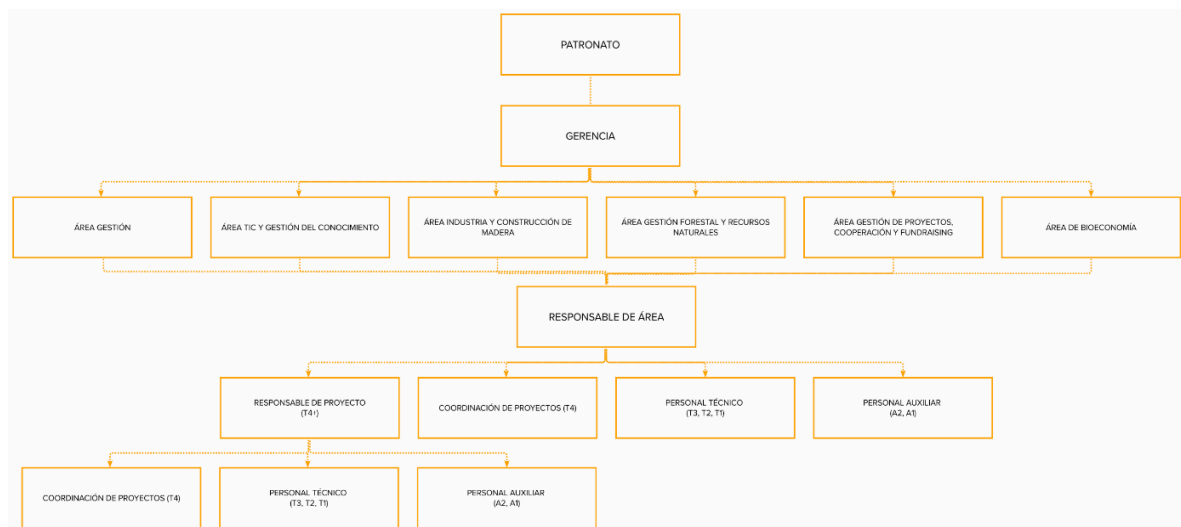 PATRONATO
GERENCIA
ÁREA GESTIÓN
ÁREA TIC Y GESTIÓN DEL CONOCIMIENTO
ÁREA INDUSTRIA Y CONSTRUCCIÓN DE
MADERA
ÁREA GESTIÓN FORESTAL Y RECURSOS
NATURALES
ÁREA GESTIÓN DE PROYECTOS,
COOPERACIÓN Y FUNDRAISING
ÁREA DE BIOECONOMÍA
RESPONSABLE DE ÁREA
RESPONSABLE DE PROYECTO
(T4+)
COORDINACIÓN DE PROYECTOS (T4)
PERSONAL TÉCNICO
(T3, T2, T1)
PERSONAL AUXILIAR
(A2, A1)
COORDINACIÓN DE PROYECTOS (T4)
PERSONAL TÉCNICO
(T3, T2, T1)
PERSONAL AUXILIAR
(A2, A1)